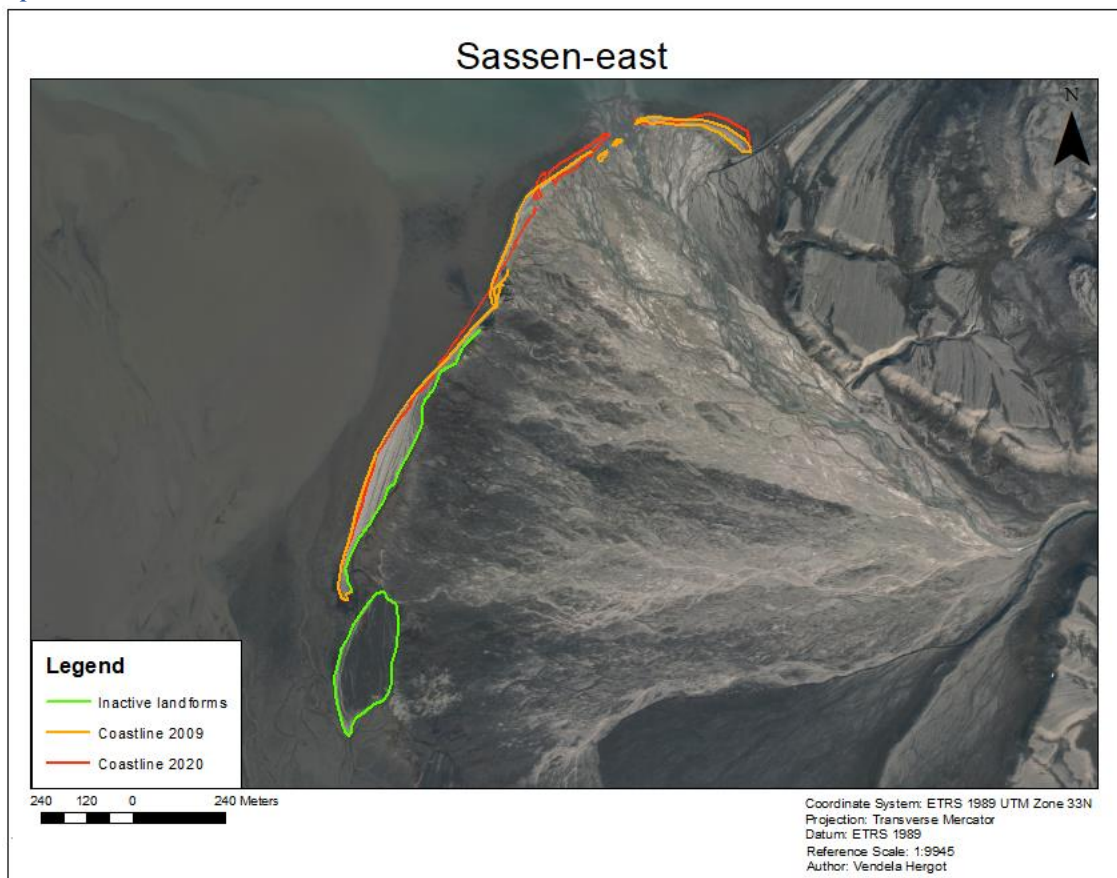 Sassen-east
N
Legend
Inactive landforms
Coastline 2009
Coastline 2020
240 120 0 240 Meters
Coordinate System: ETRS 1989 UTM Zone 33N
Projection: Transverse Mercator
Datum: ETRS 1989
Reference Scale: 1:9945
Author: Vendela Hergot